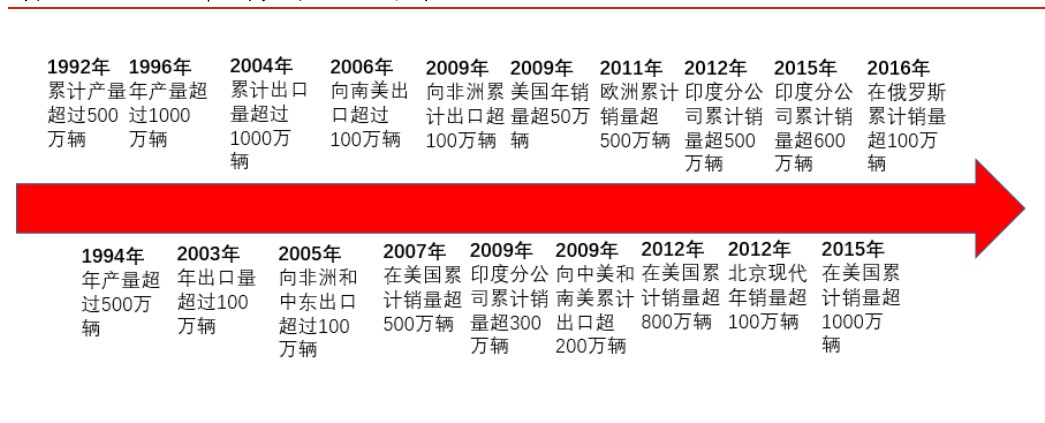 1992年
累计产量
超过500
万辆
1996年
年产量超
过1000
万辆
2004年
累计出口
量超过
1000万
辆
2006年
向南美出
口超过
100万辆
2009年
向非洲累
计出口超
100万辆
2009年
美国年销
量超50万
辆
2011年
欧洲累计
销量超
500万辆
2012年
印度分公
司累计销
量超500
万辆
2015年
印度分公
司累计销
量超600
万辆
2016年
在俄罗斯
累计销量
超100万
辆
1994年
年产量超
过500万
辆
2003年
年出口量
超过100
万辆
2005年
向非洲和
中东出口
超过100
万辆
2007年
在美国累
计销量超
500万辆
2009年
印度分公
司累计销
量超300
万辆
2009年
向中美和
南美累计
出口超
200万辆
2012年
在美国累
计销量超
800万辆
2012年
北京现代
年销量超
100万辆
2015年
在美国累
计销量超
1000万
辆